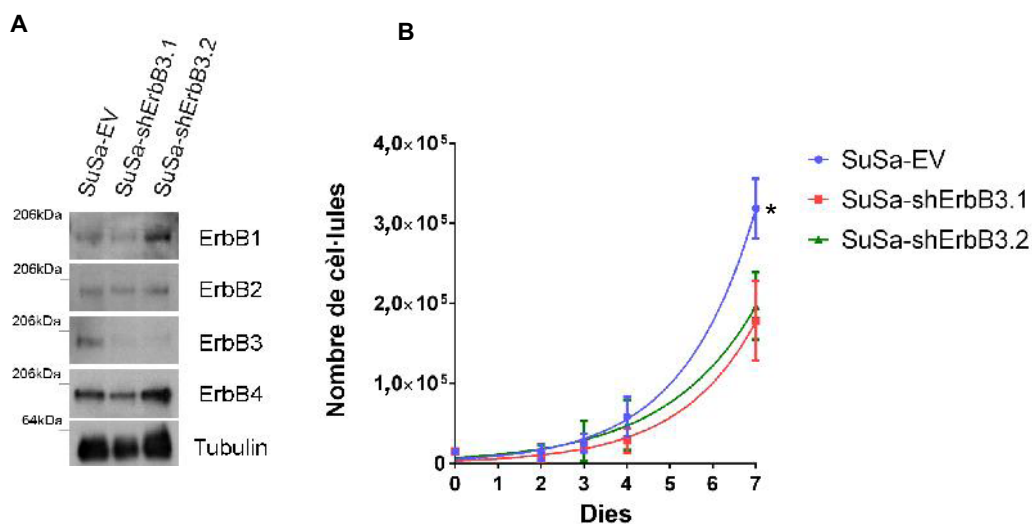 A
SuSa-EV
SuSa-shErbB3.1
SuSa-shErbB3.2
206kDa
ErbB1
206kDa
ErbB2
206kDa
ErbB3
206kDa
ErbB4
64kDa
Tubulin
B
Nombre de cèl·lules
4,0×10⁵
3,0×10⁵
2,0×10⁵
1,0×10⁵
0
0 1 2 3 4 5 6 7
Dies
*
SuSa-EV
SuSa-shErbB3.1
SuSa-shErbB3.2